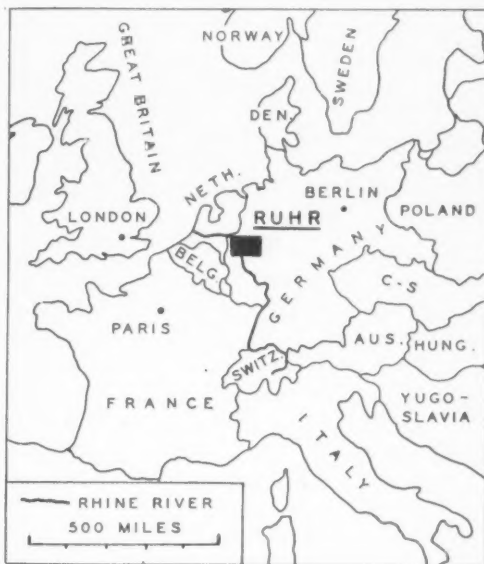 NORWAY
SWEDEN
GREAT BRITAIN
DEN.
NETH.
BERLIN
LONDON
RUHR
POLAND
BELG.
GERMANY
C-S
PARIS
AUS.
HUNG.
SWITZ.
FRANCE
YUGO-
SLAVIA
ITALY
RHINE RIVER
500 MILES